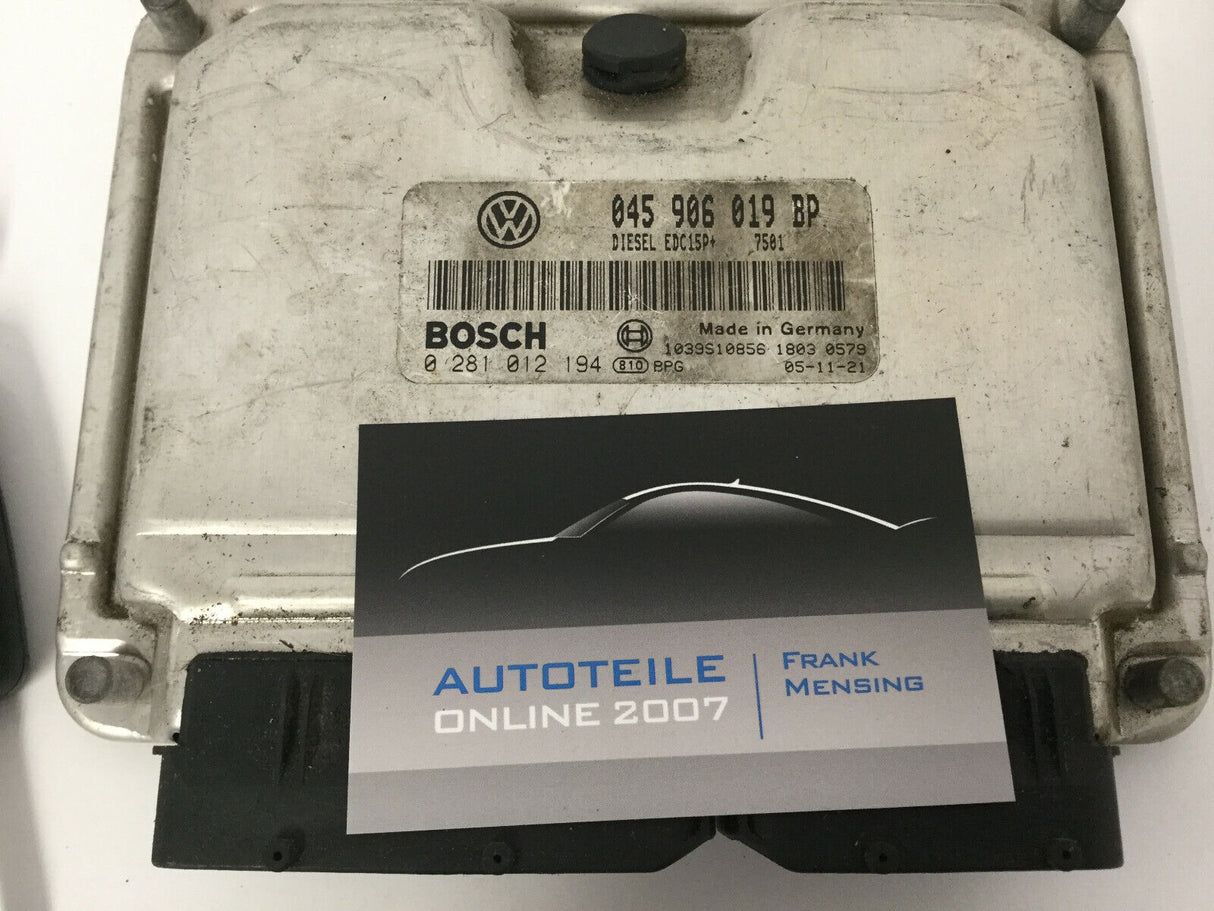 045 906 019 BP
DIESEL EDC15P+ 7501
BOSCH
Made in Germany
1039S10856 1803 0579
0 281 012 194 810 BPG 05-11-21
AUTOTEILE
ONLINE 2007
FRANK
MENSING